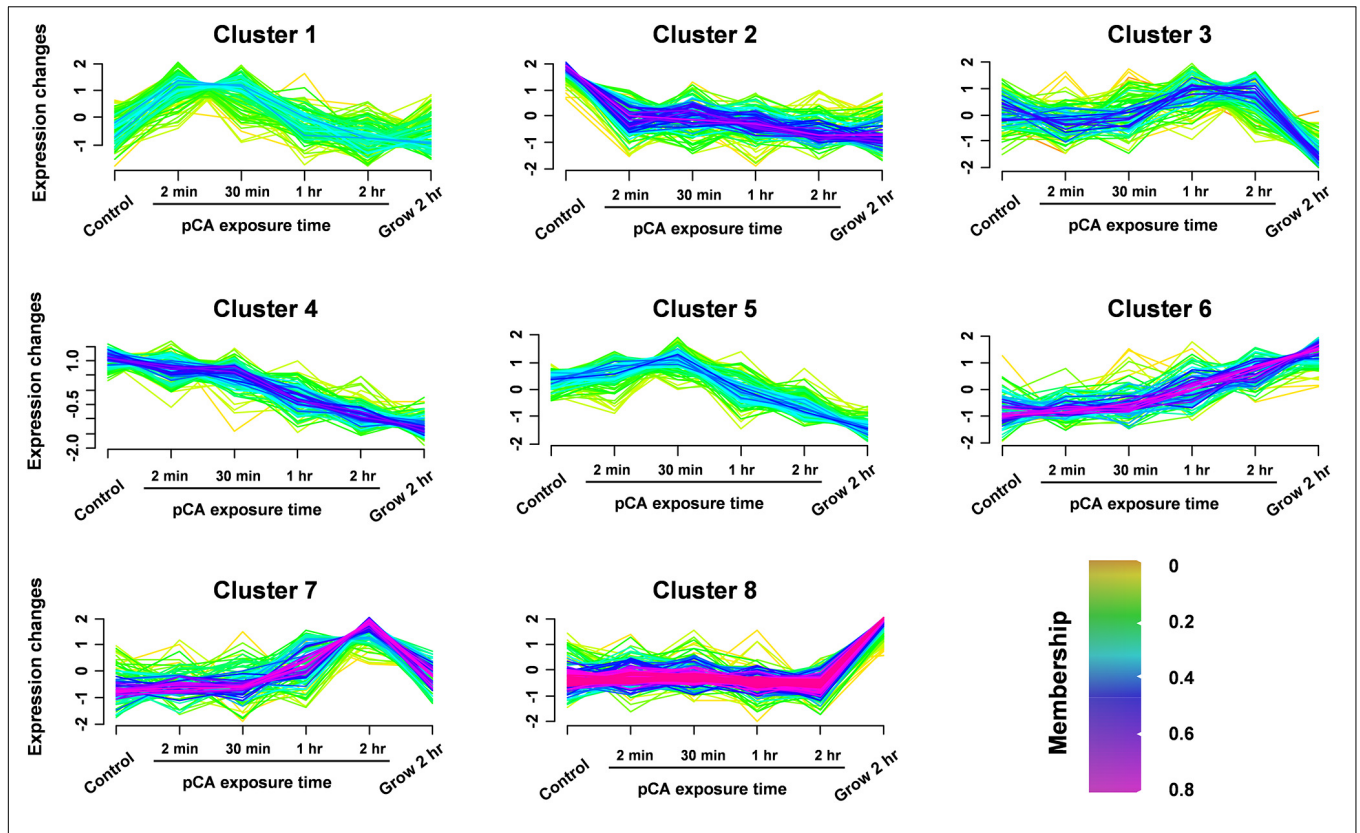 Cluster 1
Cluster 2
Cluster 3
Expression changes
2
1
0
-1
2
1
0
-1
-2
2
1
0
-1
-2
2 min 30 min 1 hr 2 hr
2 min 30 min 1 hr 2 hr
2 min 30 min 1 hr 2 hr
Control
pCA exposure time
Grow 2 hr
Control
pCA exposure time
Grow 2 hr
Control
pCA exposure time
Grow 2 hr
Cluster 4
Cluster 5
Cluster 6
Expression changes
1.0
-0.5
-2.0
2
1
0
-1
-2
2
1
0
-1
-2
2 min 30 min 1 hr 2 hr
2 min 30 min 1 hr 2 hr
2 min 30 min 1 hr 2 hr
Control
pCA exposure time
Grow 2 hr
Control
pCA exposure time
Grow 2 hr
Control
pCA exposure time
Grow 2 hr
Cluster 7
Cluster 8
Expression changes
2
1
0
-1
-2
2
1
0
-1
-2
2 min 30 min 1 hr 2 hr
2 min 30 min 1 hr 2 hr
Control
pCA exposure time
Grow 2 hr
Control
pCA exposure time
Grow 2 hr
Membership
0
0.2
0.4
0.6
0.8